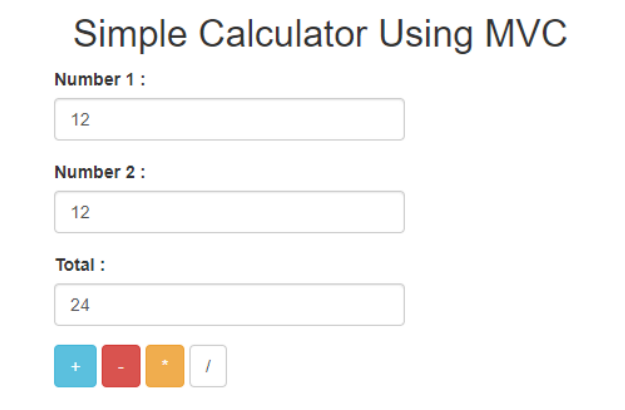 Simple Calculator Using MVC
Number 1 :
12
Number 2 :
12
Total :
24
+ - * /